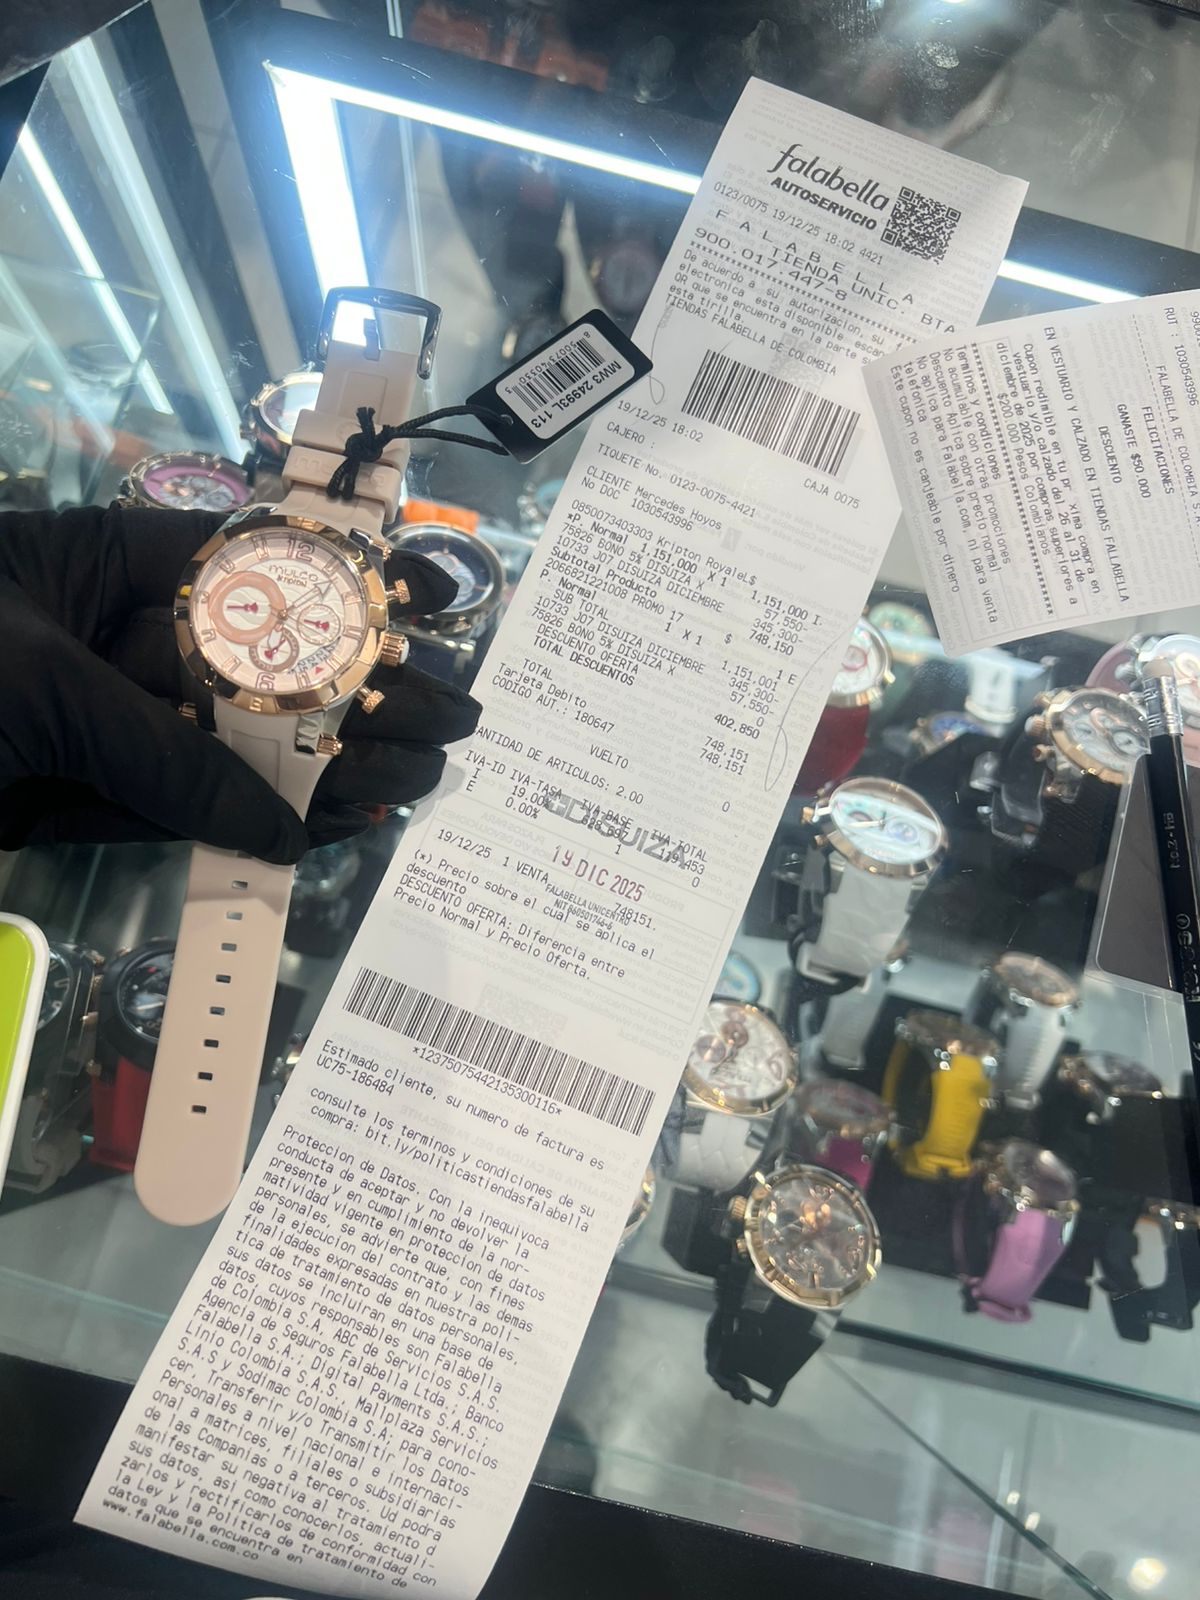 falabella
AUTOSERVICIO
0123/0075 19/12/25 18:02 4421
F A L A B E L L A
TIENDA UNIC. BTA
900.017.447-8
De acuerdo a su autorizacion, su
electronica esta disponible, escan
QR que se encuentra en la parte su
esta tirilla
TIENDAS FALABELLA DE COLOMBIA
19/12/25 18:02
CAJERO :
CAJA 0075
TIQUETE No. 0123-0075-4421
CLIENTE Mercedes Hoyos
No DOC 1030543996
0850073403303 Kripton RoyaleL$ 1,151,000 I
*P. Normal 1,151,000 X 1
75826 BONO 5% DISUIZA X 57,550-
10733 J07 DISUIZA DICIEMBRE 345,300-
Subtotal Producto $ 748,150
2066821221008 PROMO 17
P. Normal 1 X 1 1 E
SUB TOTAL 1,151,001
10733 J07 DISUIZA DICIEMBRE 345,300-
75826 BONO 5% DISUIZA X 57,550-
DESCUENTO OFERTA 0
TOTAL DESCUENTOS 402,850
TOTAL 748,151
Tarjeta Debito 748,151
CODIGO AUT.: 180647
VUELTO 0
CANTIDAD DE ARTICULOS: 2.00
IVA-ID IVA-TASA IVA-BASE IVA-TOTAL
I 19.00%
E 0.00% 1 0
DISUIZA
19 DIC 2025
FALABELLA UNICENTRO
19/12/25 1 VENTA
(*) Precio sobre el cual se aplica el
descuento
DESCUENTO OFERTA: Diferencia entre
Precio Normal y Precio Oferta.
*1237507544213530O116*
Estimado cliente, su numero de factura es
UC75-186484
consulte los terminos y condiciones de su
compra: bit.ly/politicastiendasfalabella
Protección de Datos. Con la inequivoca
conducta de aceptar y no devolver la
presente y en cumplimiento de la nor-
matividad vigente en protección de datos
personales, se advierte que, con fines
de la ejecucion del contrato y las demas
finalidades expresadas en nuestra poli-
tica de tratamiento de datos personales,
sus datos se incluiran en una base de
datos, cuyos responsables son Falabella
de Colombia S.A, ABC de Servicios S.A.S.
Agencia de Seguros Falabella Ltda.; Banco
Falabella S.A.; Digital Payments S.A.S.;
Linio Colombia S.A.S., Mallplaza Servicios
S.A.S y Sodimac Colombia S.A; para cono-
cer, Transferir y/o Transmitir los Datos
Personales a nivel nacional e internaci-
onal a matrices, filiales o subsidiarias
de las Companias o a terceros. Ud podra
manifestar su negativa al tratamiento d
sus datos, así como conocerlos, actuali-
zarlos y rectificarlos de conformidad con
la Ley y la Politica de tratamiento de
datos que se encuentra en
www.falabella.com.co
MW3 24993L 113
MULCO
kripton
RUT : 1030543996
FALABELLA DE COLOMBIA S.
FELICITACIONES
GANASTE $50,000
DESCUENTO
EN VESTUARIO Y CALZADO EN TIENDAS FALABELLA
Cupon redimible en tu pr xima compra en
vestuario y/o calzado del 26 al 31 de
diciembre de 2025 por compras superiores a
$200.000 Pesos Colombianos
Terminos y condiciones
No acumulable con otras promociones
Descuento Aplica sobre precio normal
No aplica para Falabella.com, ni para venta
telefonica
Este cupon no es canjeable por dinero